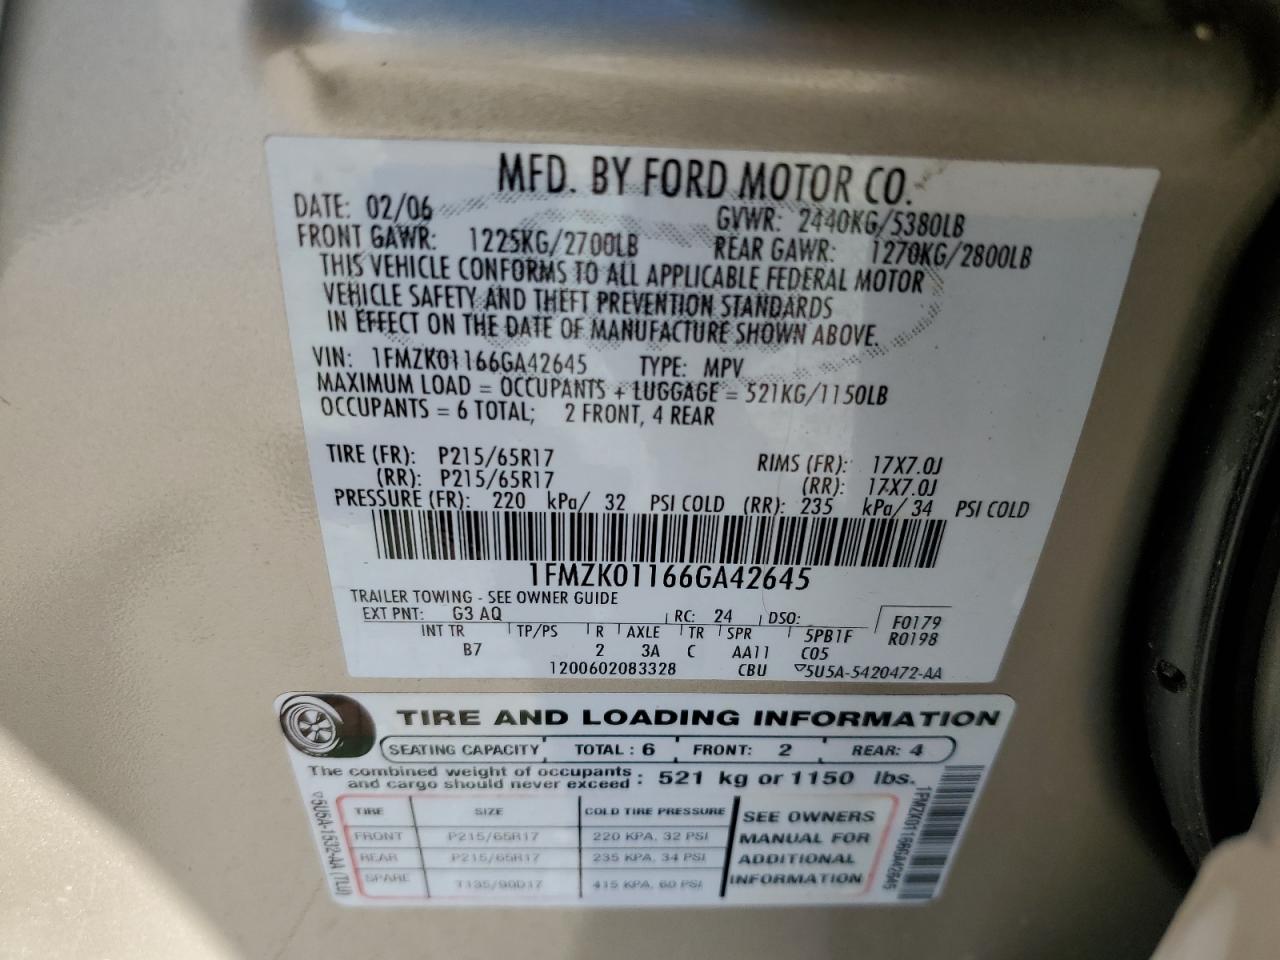 MFD. BY FORD MOTOR CO.
DATE: 02/06 GVWR: 2440KG/5380LB
FRONT GAWR: 1225KG/2700LB REAR GAWR: 1270KG/2800LB
THIS VEHICLE CONFORMS TO ALL APPLICABLE FEDERAL MOTOR
VEHICLE SAFETY AND THEFT PREVENTION STANDARDS
IN EFFECT ON THE DATE OF MANUFACTURE SHOWN ABOVE.
VIN: 1FMZK01166GA42645 TYPE: MPV
MAXIMUM LOAD = OCCUPANTS + LUGGAGE = 521KG/1150LB
OCCUPANTS = 6 TOTAL; 2 FRONT, 4 REAR
TIRE (FR): P215/65R17 RIMS (FR): 17X7.0J
(RR): P215/65R17 (RR): 17X7.0J
PRESSURE (FR): 220 kPa/ 32 PSI COLD (RR): 235 kPa/ 34 PSI COLD
1FMZK01166GA42645
TRAILER TOWING - SEE OWNER GUIDE
EXT PNT: G3 AQ RC: 24 DSO: F0179
INT TR TP/PS R AXLE TR SPR 5PB1F R0198
B7 2 3A C AA11 C05
1200602083328 CBU 5U5A-5420472-AA
TIRE AND LOADING INFORMATION
SEATING CAPACITY TOTAL : 6 FRONT: 2 REAR: 4
The combined weight of occupants
and cargo should never exceed : 521 kg or 1150 lbs.
TIRE SIZE COLD TIRE PRESSURE
FRONT P215/65R17 220 KPA, 32 PSI
REAR P215/65R17 235 KPA, 34 PSI
SPARE T135/90D17 415 KPA, 60 PSI
SEE OWNERS
MANUAL FOR
ADDITIONAL
INFORMATION
5U5A-1532-AA (TLU)
1FMZK01166GA42645